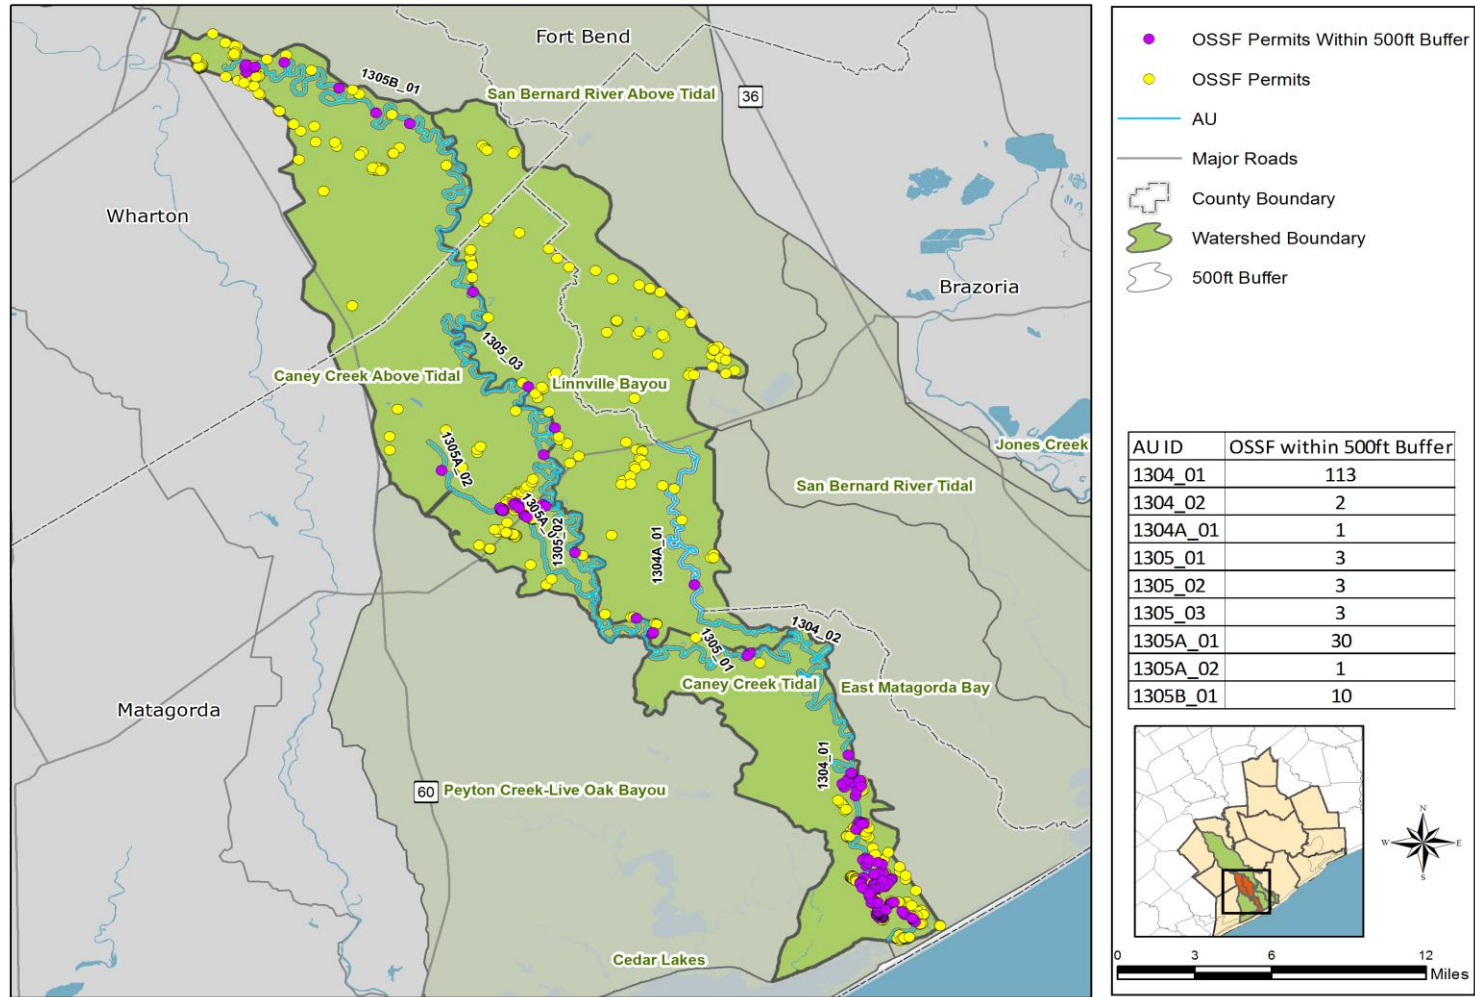 Fort Bend
1305B_01
San Bernard River Above Tidal
36
Wharton
Brazoria
1305_03
Caney Creek Above Tidal
Linnville Bayou
Jones Creek
1305A_02
San Bernard River Tidal
1305A_0
1305_02
1304A_01
1304_02
1305_01
Caney Creek Tidal
East Matagorda Bay
Matagorda
1304_01
60
Peyton Creek-Live Oak Bayou
Cedar Lakes
OSSF Permits Within 500ft Buffer
OSSF Permits
AU
Major Roads
County Boundary
Watershed Boundary
500ft Buffer
AU ID OSSF within 500ft Buffer
1304_01 113
1304_02 2
1304A_01 1
1305_01 3
1305_02 3
1305_03 3
1305A_01 30
1305A_02 1
1305B_01 10
N
W E
S
0 3 6 12
Miles